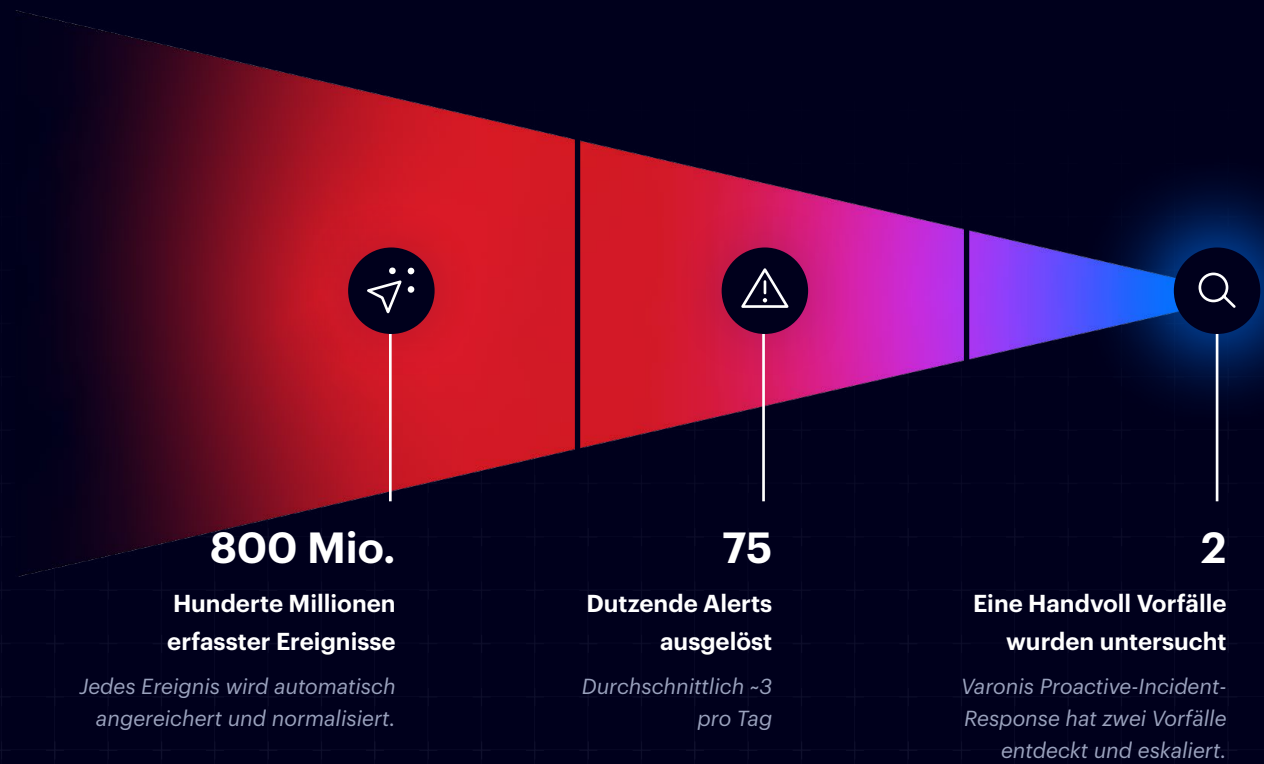 800 Mio.
Hunderte Millionen
erfasster Ereignisse
Jedes Ereignis wird automatisch
angereichert und normalisiert.
75
Dutzende Alerts
ausgelöst
Durchschnittlich ~3
pro Tag
2
Eine Handvoll Vorfälle
wurden untersucht
Varonis Proactive-Incident-
Response hat zwei Vorfälle
entdeckt und eskaliert.